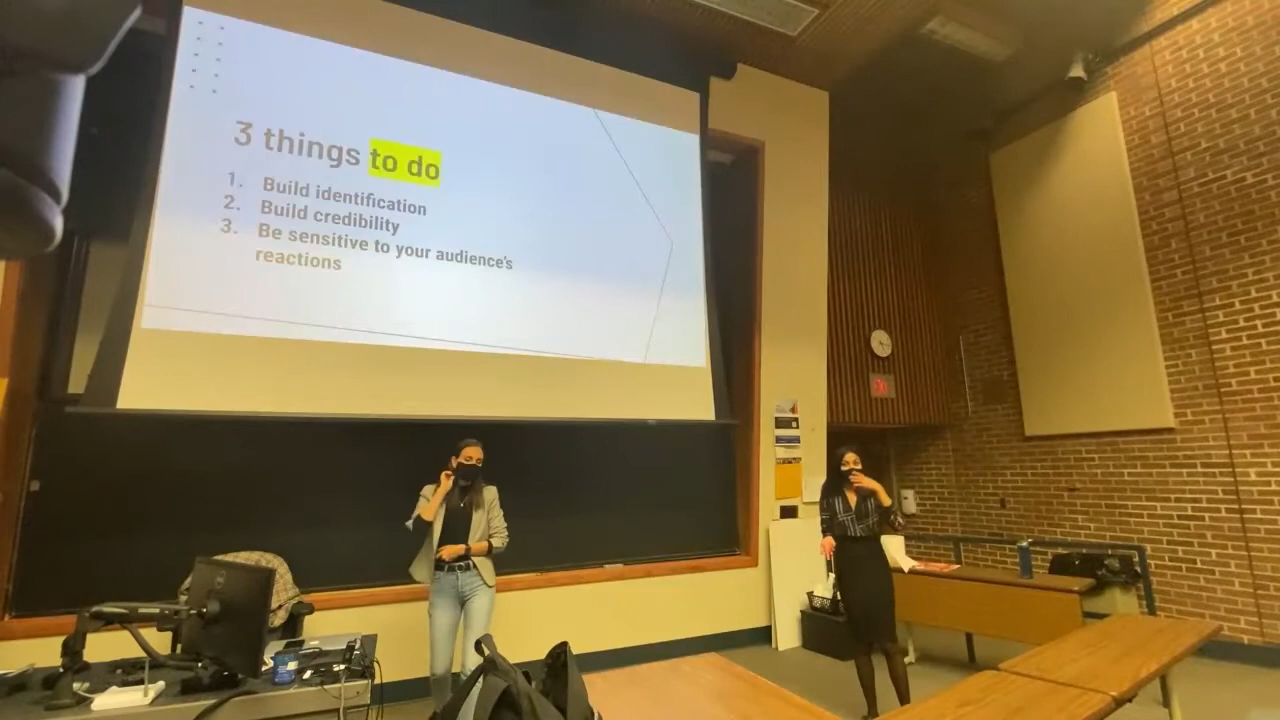 3 things to do
1. Build identification
2. Build credibility
3. Be sensitive to your audience's
reactions